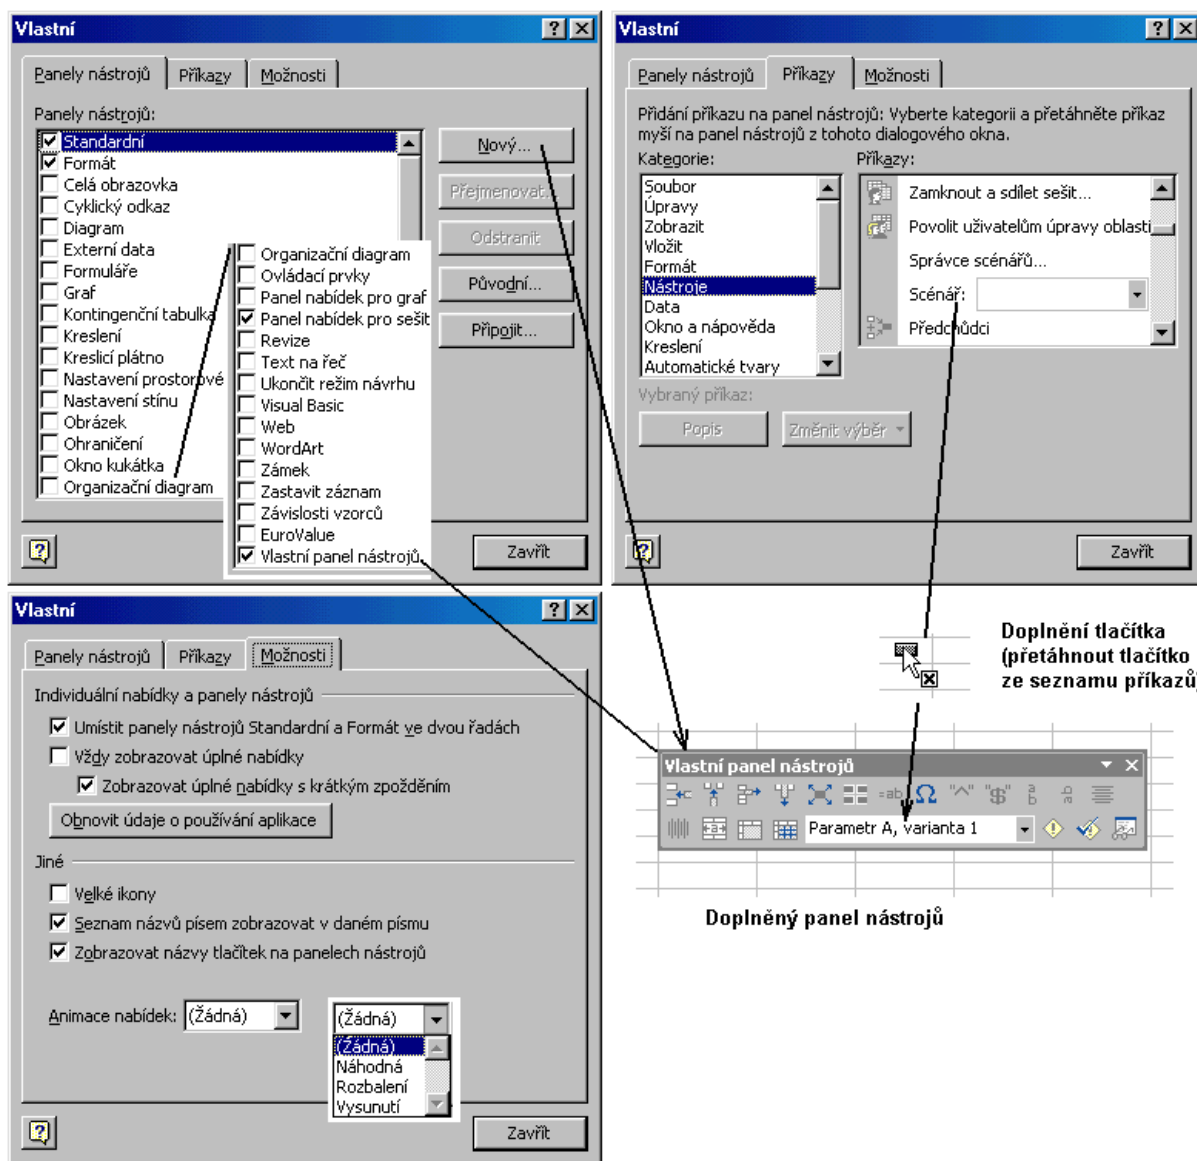 Vlastní
Panely nástrojů
Příkazy
Možnosti
Panely nástrojů:
Standardní
Formát
Celá obrazovka
Cyklický odkaz
Diagram
Externí data
Formuláře
Graf
Kontingenční tabulka
Kreslení
Kreslicí plátno
Nastavení prostorové
Nastavení stínu
Obrázek
Ohraničení
Okno kukátka
Organizační diagram
Organizační diagram
Ovládací prvky
Panel nabídek pro graf
Panel nabídek pro sešit
Revize
Text na řeč
Ukončit režim návrhu
Visual Basic
Web
WordArt
Zámek
Zastavit záznam
Závislosti vzorců
EuroValue
Vlastní panel nástrojů
Nový...
Přejmenovat...
Odstranit
Původní...
Připojit...
Zavřít
Vlastní
Panely nástrojů
Příkazy
Možnosti
Přidání příkazu na panel nástrojů: Vyberte kategorii a přetáhněte příkaz
myší na panel nástrojů z tohoto dialogového okna.
Kategorie:
Soubor
Úpravy
Zobrazit
Vložit
Formát
Nástroje
Data
Okno a nápověda
Kreslení
Automatické tvary
Příkazy:
Zamknout a sdílet sešit...
Povolit uživatelům úpravy oblastí
Správce scénářů...
Scénář:
Předchůdci
Vybraný příkaz:
Popis
Změnit výběr
Zavřít
Vlastní
Panely nástrojů
Příkazy
Možnosti
Individuální nabídky a panely nástrojů
Umístit panely nástrojů Standardní a Formát ve dvou řadách
Vždy zobrazovat úplné nabídky
Zobrazovat úplné nabídky s krátkým zpožděním
Obnovit údaje o používání aplikace
Jiné
Velké ikony
Seznam názvů písem zobrazovat v daném písmu
Zobrazovat názvy tlačítek na panelech nástrojů
Animace nabídek:
(Žádná)
(Žádná)
(Žádná)
Náhodná
Rozbalení
Vysunutí
Zavřít
Doplnění tlačítka
(přetáhnout tlačítko
ze seznamu příkazů)
Vlastní panel nástrojů
=ab Ω "^" "$"
Parametr A, varianta 1
Doplněný panel nástrojů